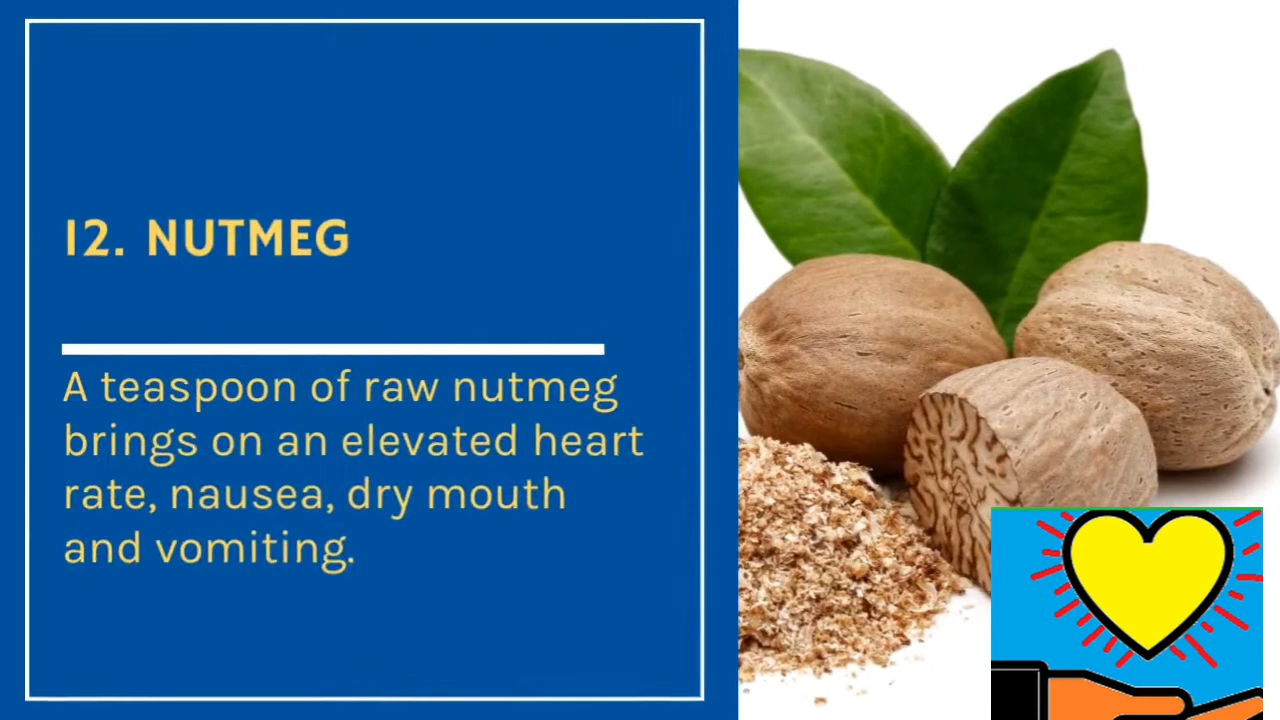 12. NUTMEG
A teaspoon of raw nutmeg
brings on an elevated heart
rate, nausea, dry mouth
and vomiting.